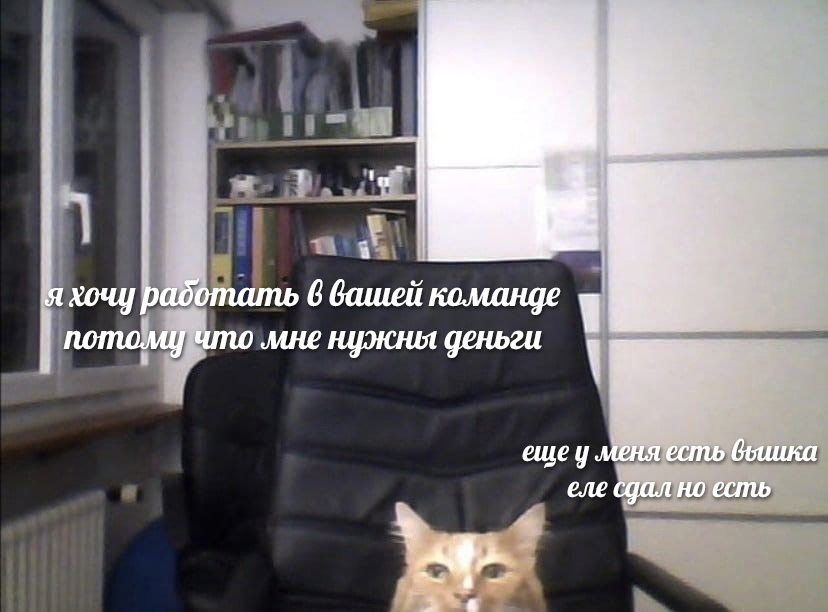 я хочу работать в вашей команде
потому что мне нужны деньги
еще у меня есть вышка
еле сдал но есть